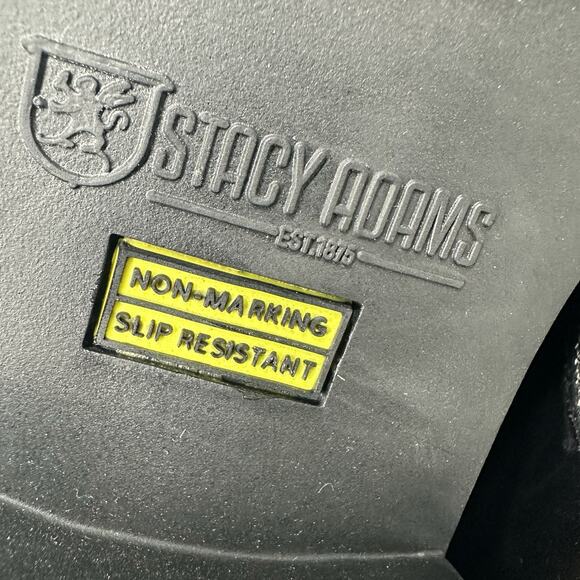 STACY ADAMS
EST.1875
NON-MARKING
SLIP RESISTANT